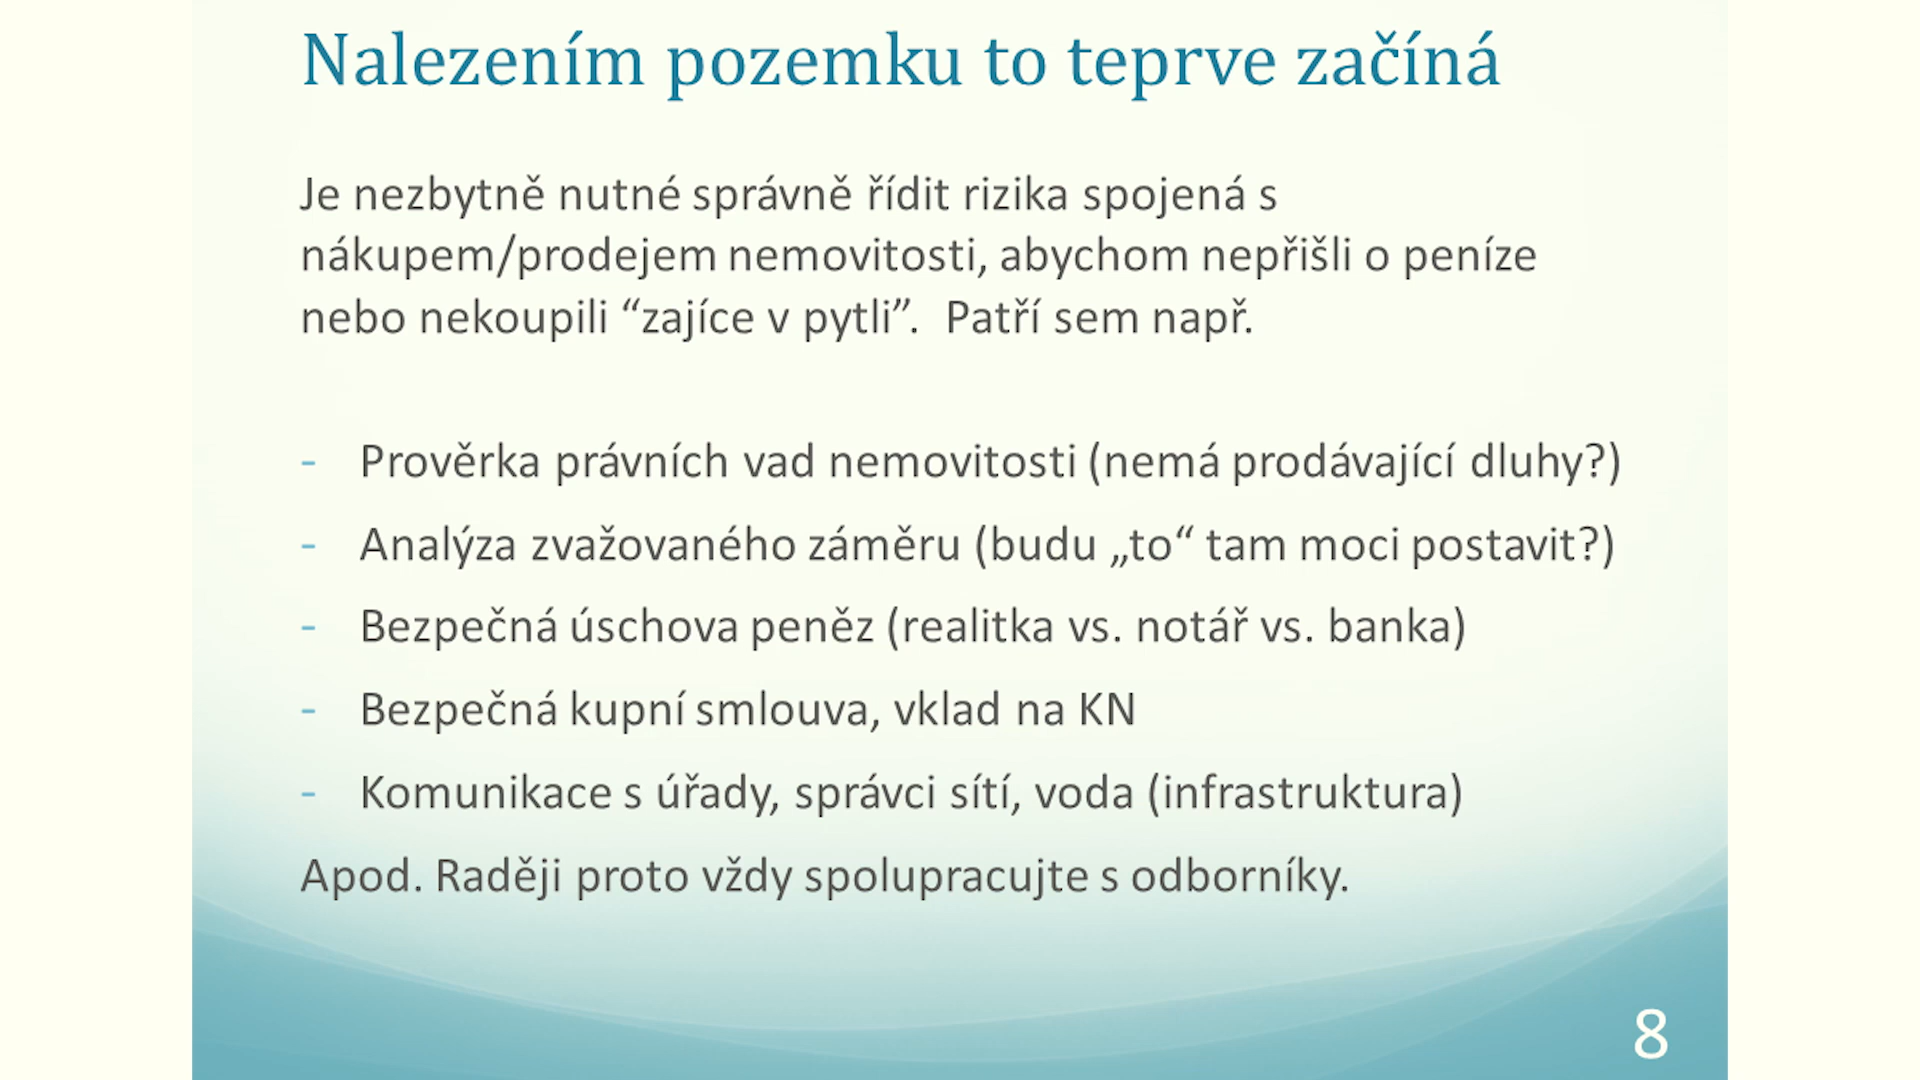 Nalezením pozemku to teprve začíná
Je nezbytně nutné správně řídit rizika spojená s
nákupem/prodejem nemovitosti, abychom nepřišli o peníze
nebo nekoupili “zajíce v pytli”.  Patří sem např.
- Prověrka právních vad nemovitosti (nemá prodávající dluhy?)
- Analýza zvažovaného záměru (budu „to“ tam moci postavit?)
- Bezpečná úschova peněz (realitka vs. notář vs. banka)
- Bezpečná kupní smlouva, vklad na KN
- Komunikace s úřady, správci sítí, voda (infrastruktura)
Apod. Raději proto vždy spolupracujte s odborníky.
8